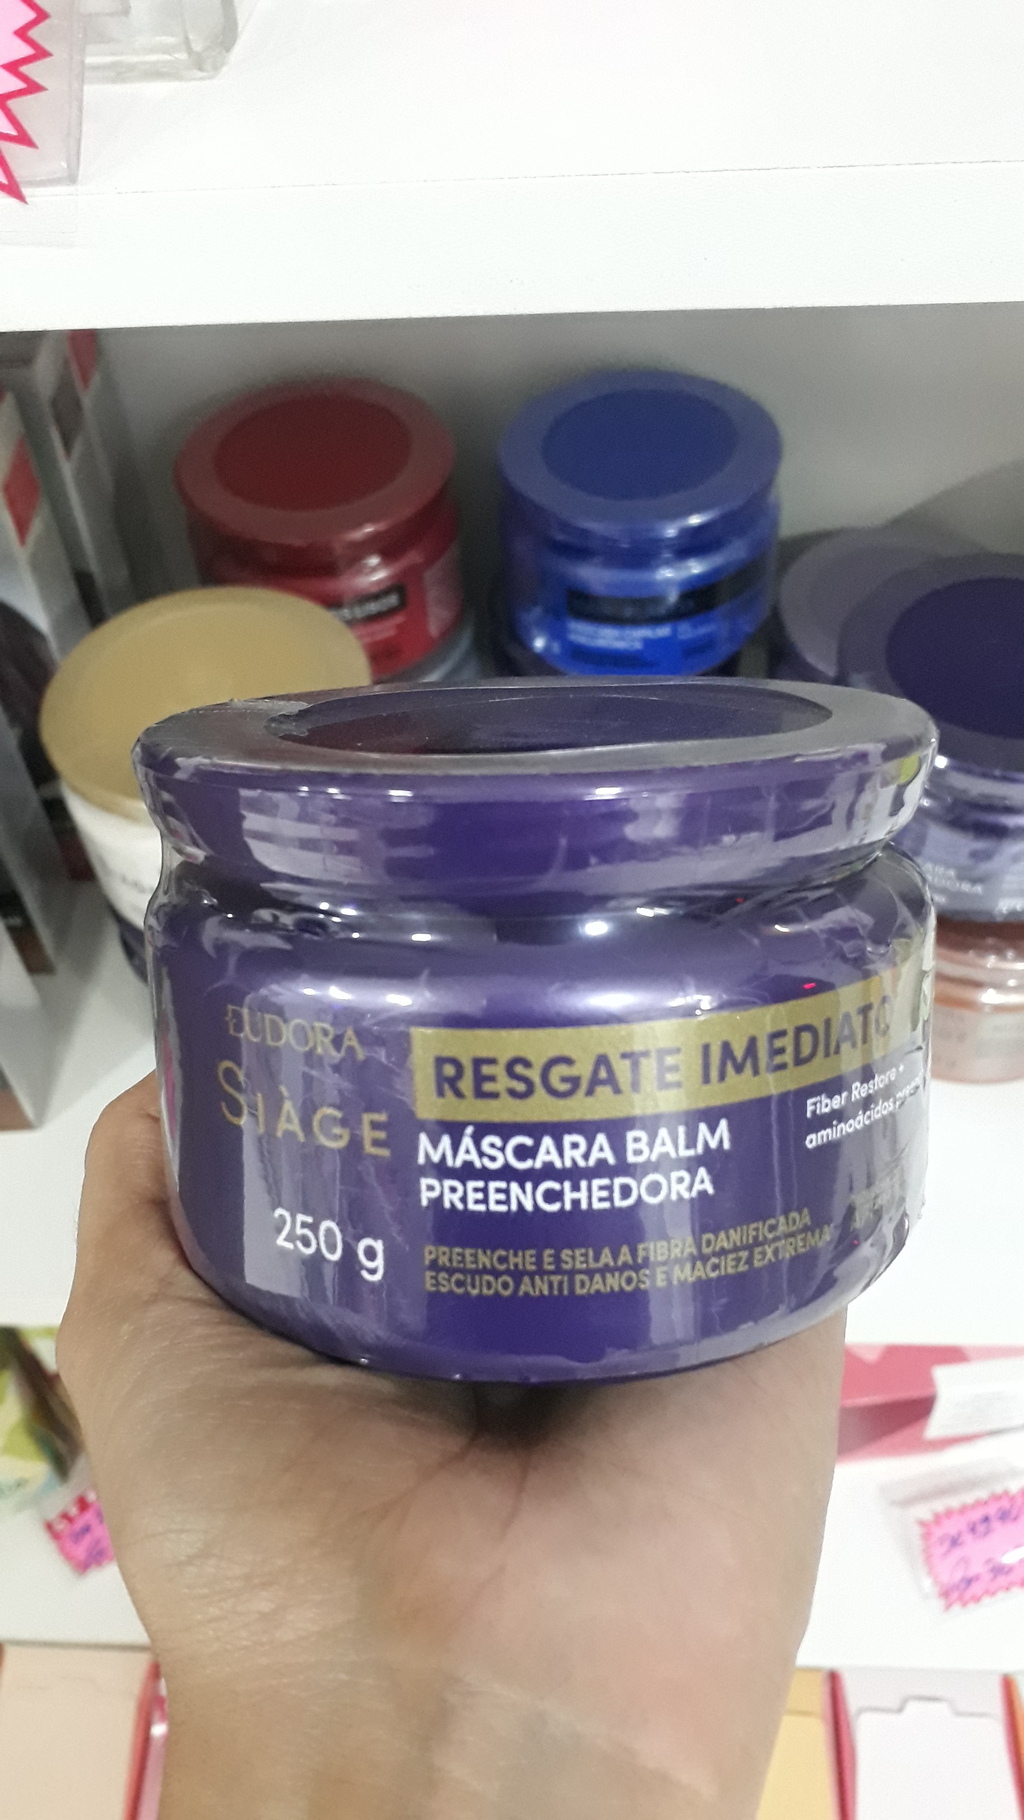 EUDORA
SIÀGE
250 g
RESGATE IMEDIATO
MÁSCARA BALM
PREENCHEDORA
PREENCHE E SELA A FIBRA DANIFICADA
ESCUDO ANTI DANOS E MACIEZ EXTREMA
Fiber Restore +
aminoácidos